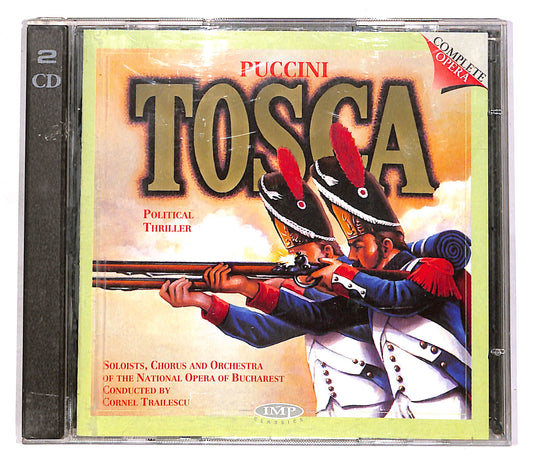 2
CD
COMPLETE
OPERA
PUCCINI
TOSCA
POLITICAL
THRILLER
SOLOISTS, CHORUS AND ORCHESTRA
OF THE NATIONAL OPERA OF BUCHAREST
CONDUCTED BY
CORNEL TRAILESCU
IMP
CLASSICS